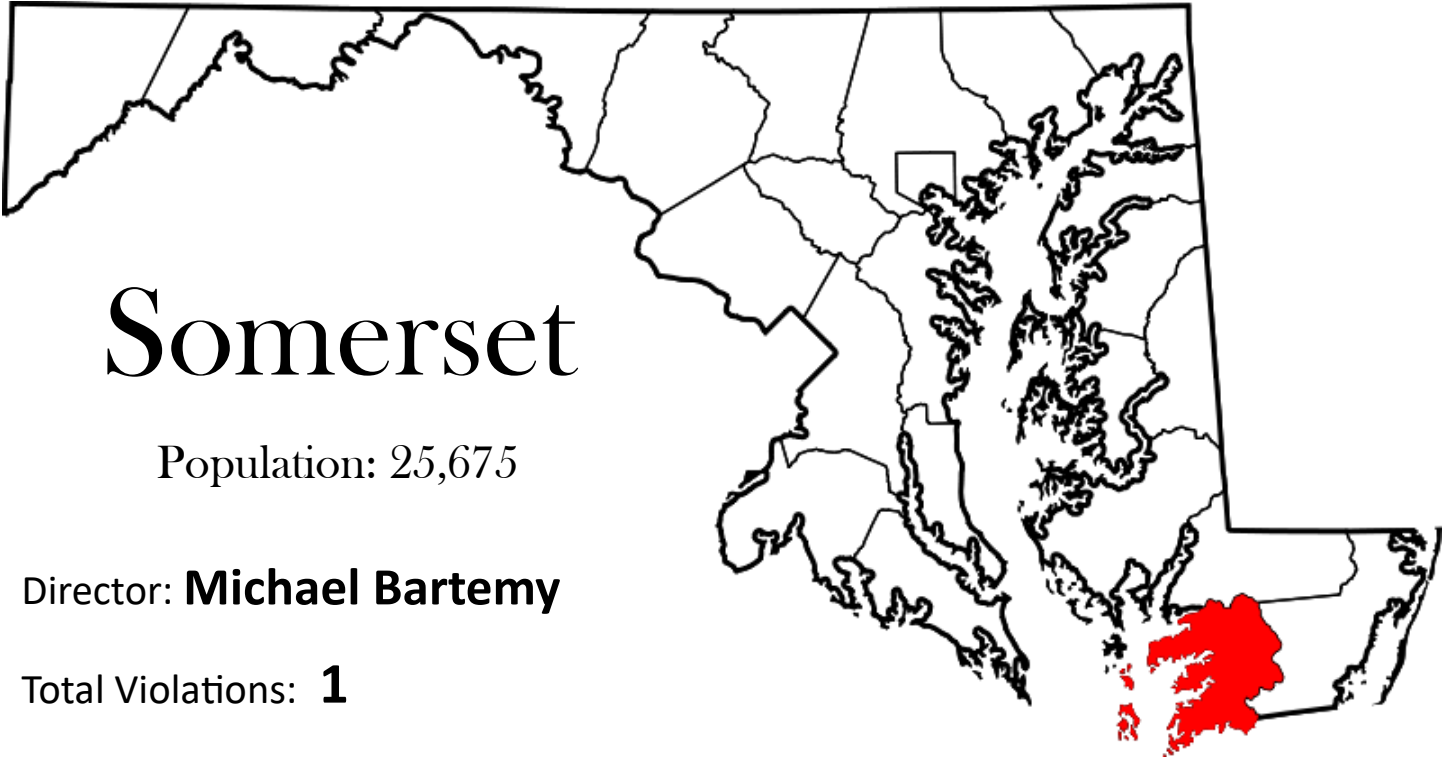 Somerset
Population: 25,675
Director: Michael Bartemy
Total Violations: 1